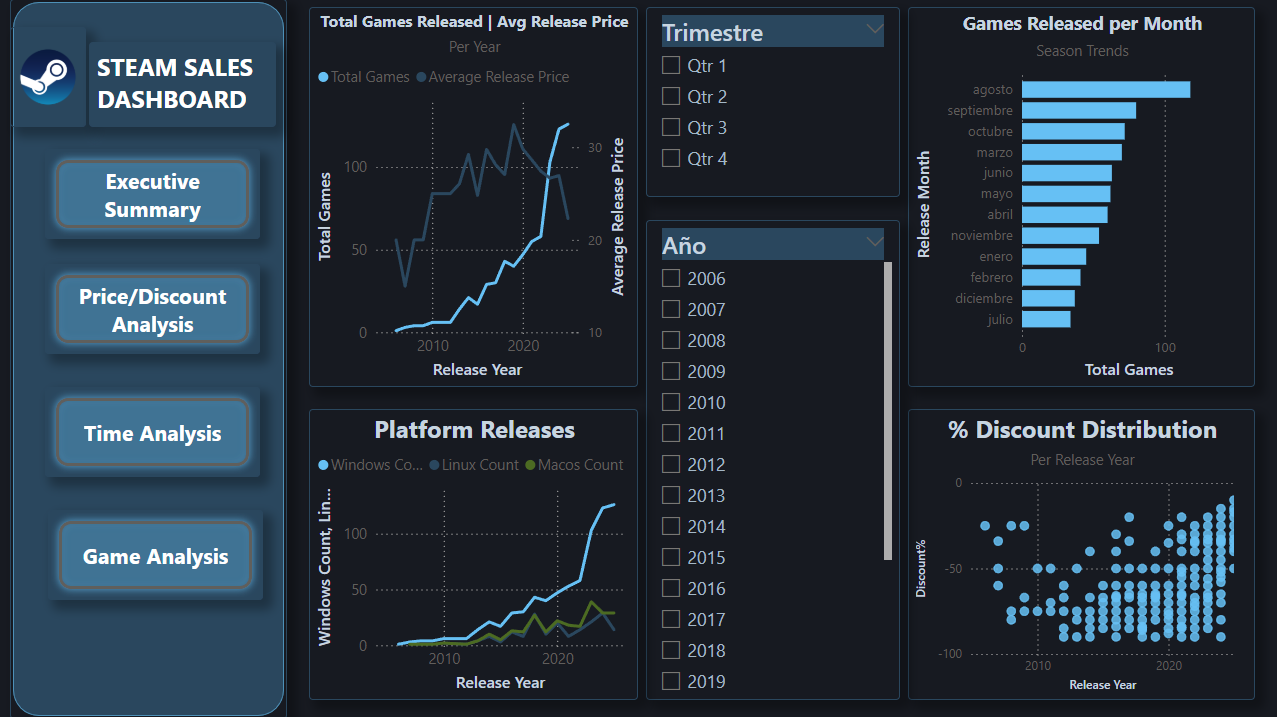 STEAM SALES
DASHBOARD
Executive
Summary
Price/Discount
Analysis
Time Analysis
Game Analysis
Total Games Released | Avg Release Price
Per Year
Total Games
Average Release Price
Total Games
100
50
0
30
20
10
Average Release Price
2010
2020
Release Year
Platform Releases
Windows Co...
Linux Count
Macos Count
Windows Count, Lin...
100
50
0
2010
2020
Release Year
Trimestre
Qtr 1
Qtr 2
Qtr 3
Qtr 4
Año
2006
2007
2008
2009
2010
2011
2012
2013
2014
2015
2016
2017
2018
2019
Games Released per Month
Season Trends
Release Month
agosto
septiembre
octubre
marzo
junio
mayo
abril
noviembre
enero
febrero
diciembre
julio
0
100
Total Games
% Discount Distribution
Per Release Year
Discount%
0
-50
-100
2010
2020
Release Year